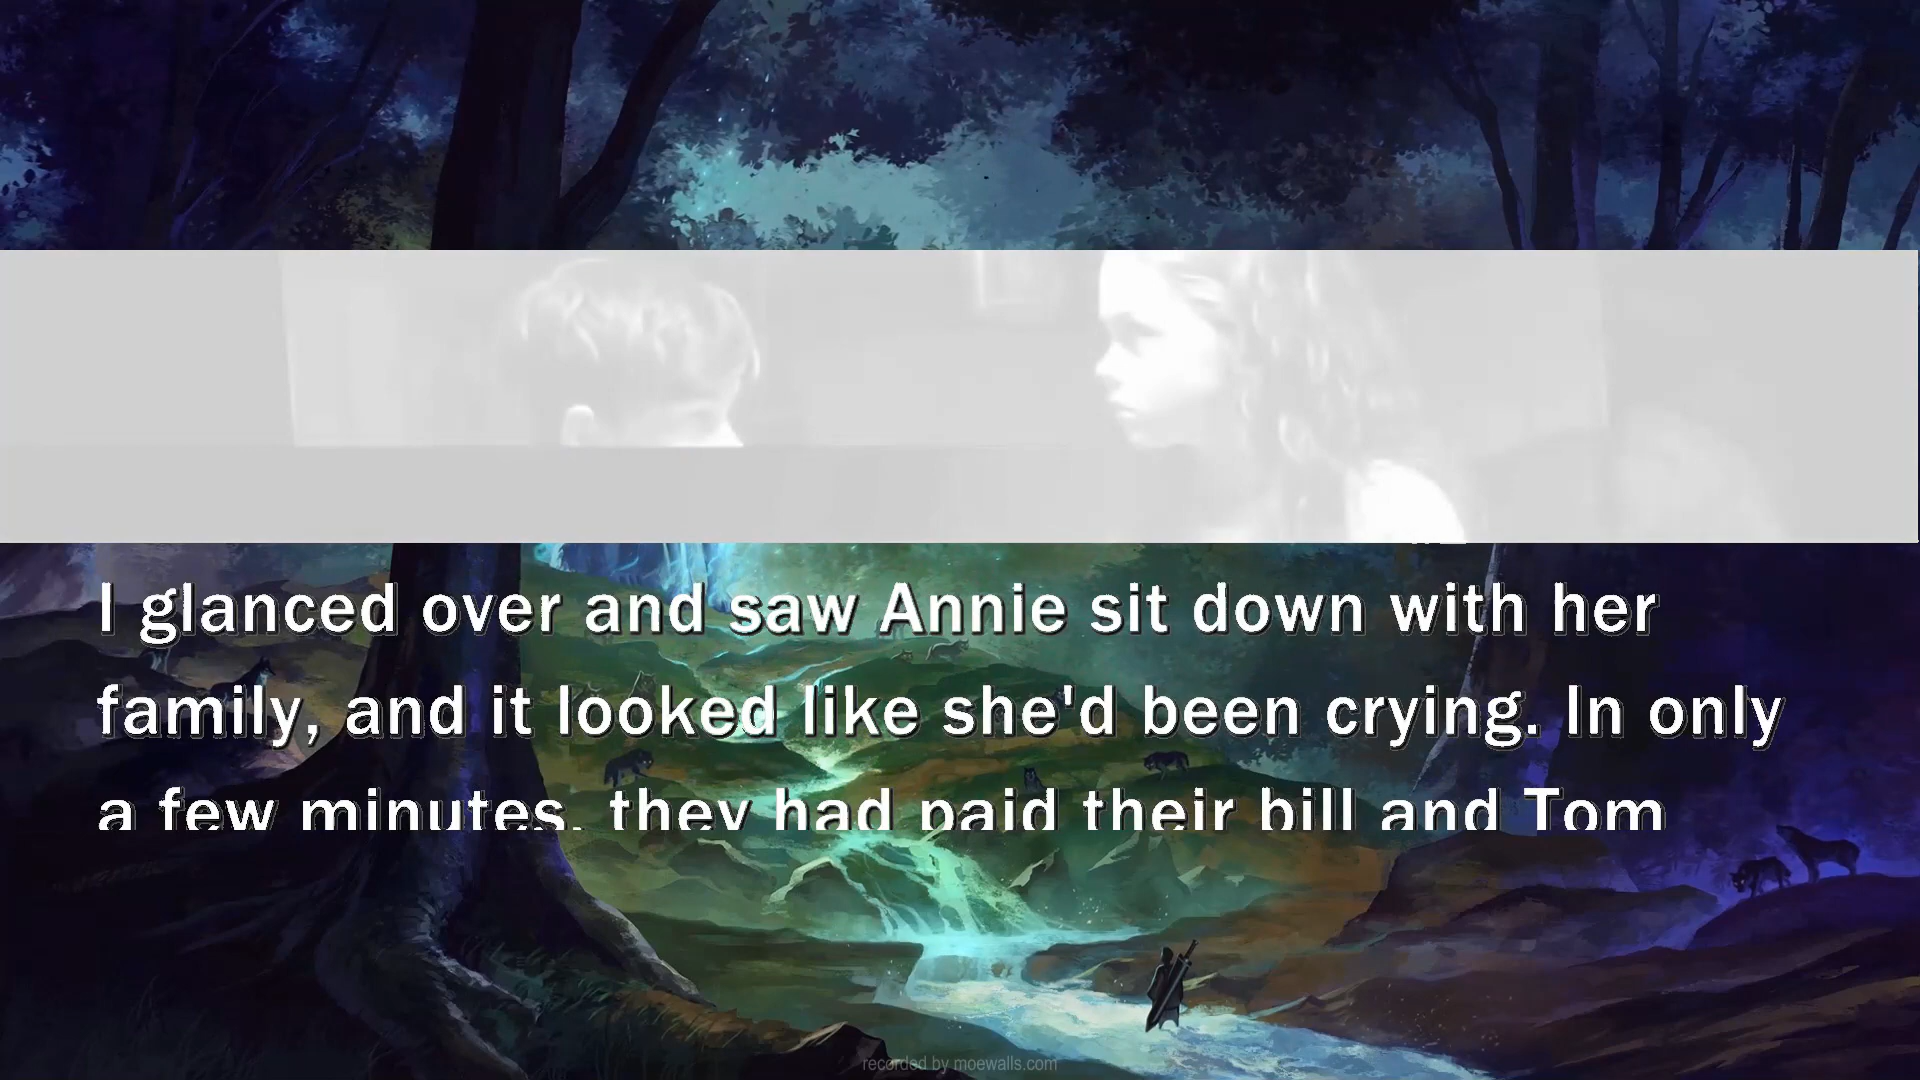 I glanced over and saw Annie sit down with her
family, and it looked like she'd been crying. In only
a few minutes, they had paid their bill and Tom
recorded by moewalls.com